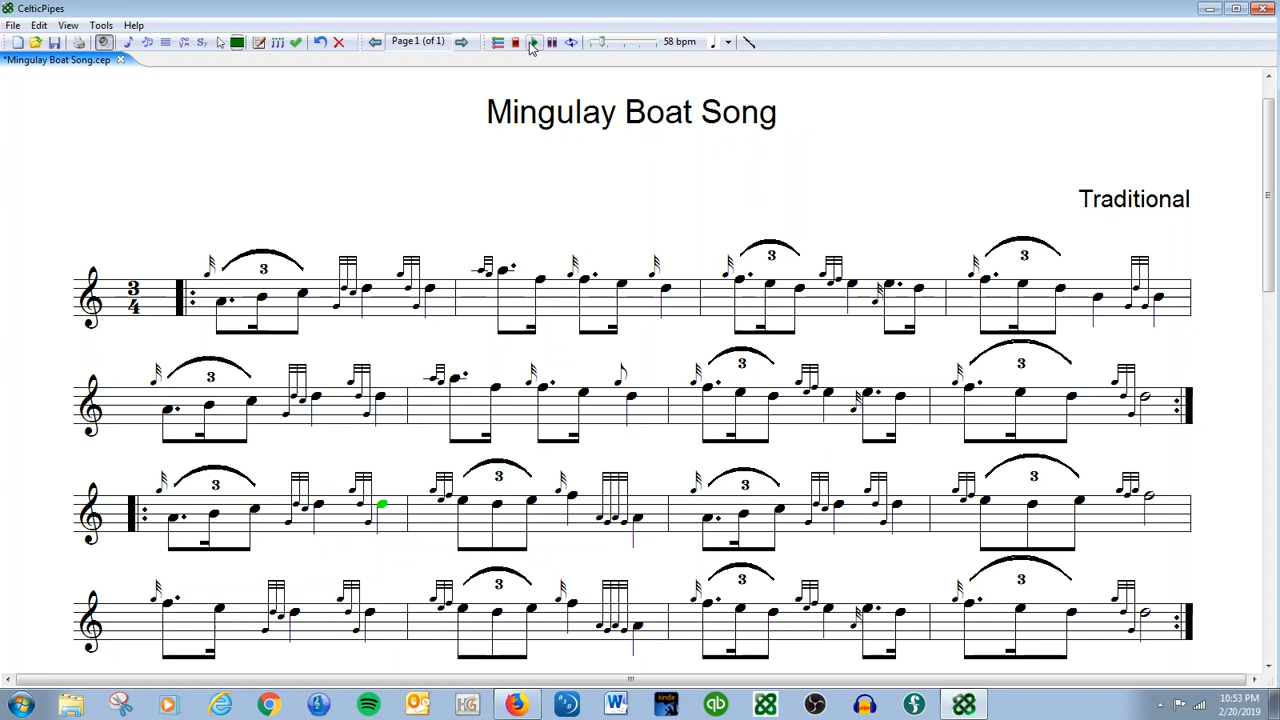 CelticPipes
File Edit View Tools Help
Page 1 (of 1) 58 bpm
*Mingulay Boat Song.cep
Mingulay Boat Song
Traditional
3 3 3
3
4
3 3 3
3 3 3 3
3 3 3
10:53 PM
2/20/2019